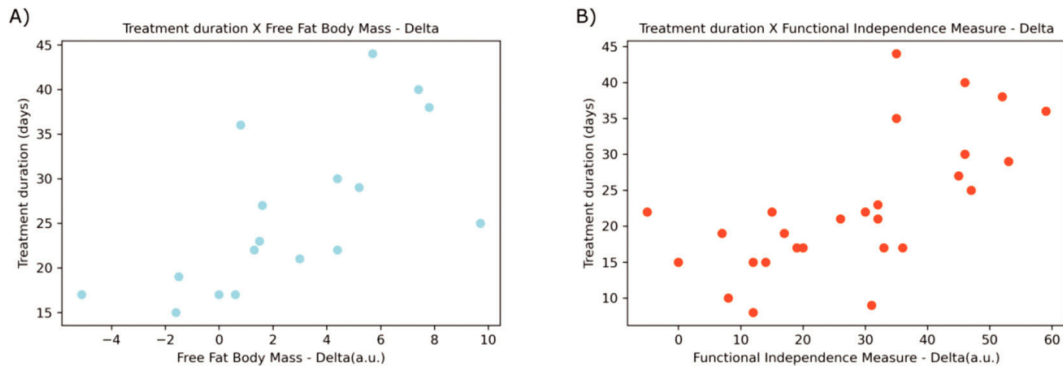 A)
Treatment duration X Free Fat Body Mass - Delta
45
40
35
30
25
20
15
Treatment duration (days)
−4 −2 0 2 4 6 8 10
Free Fat Body Mass - Delta(a.u.)
B)
Treatment duration X Functional Independence Measure - Delta
45
40
35
30
25
20
15
10
Treatment duration (days)
0 10 20 30 40 50 60
Functional Independence Measure - Delta(a.u.)